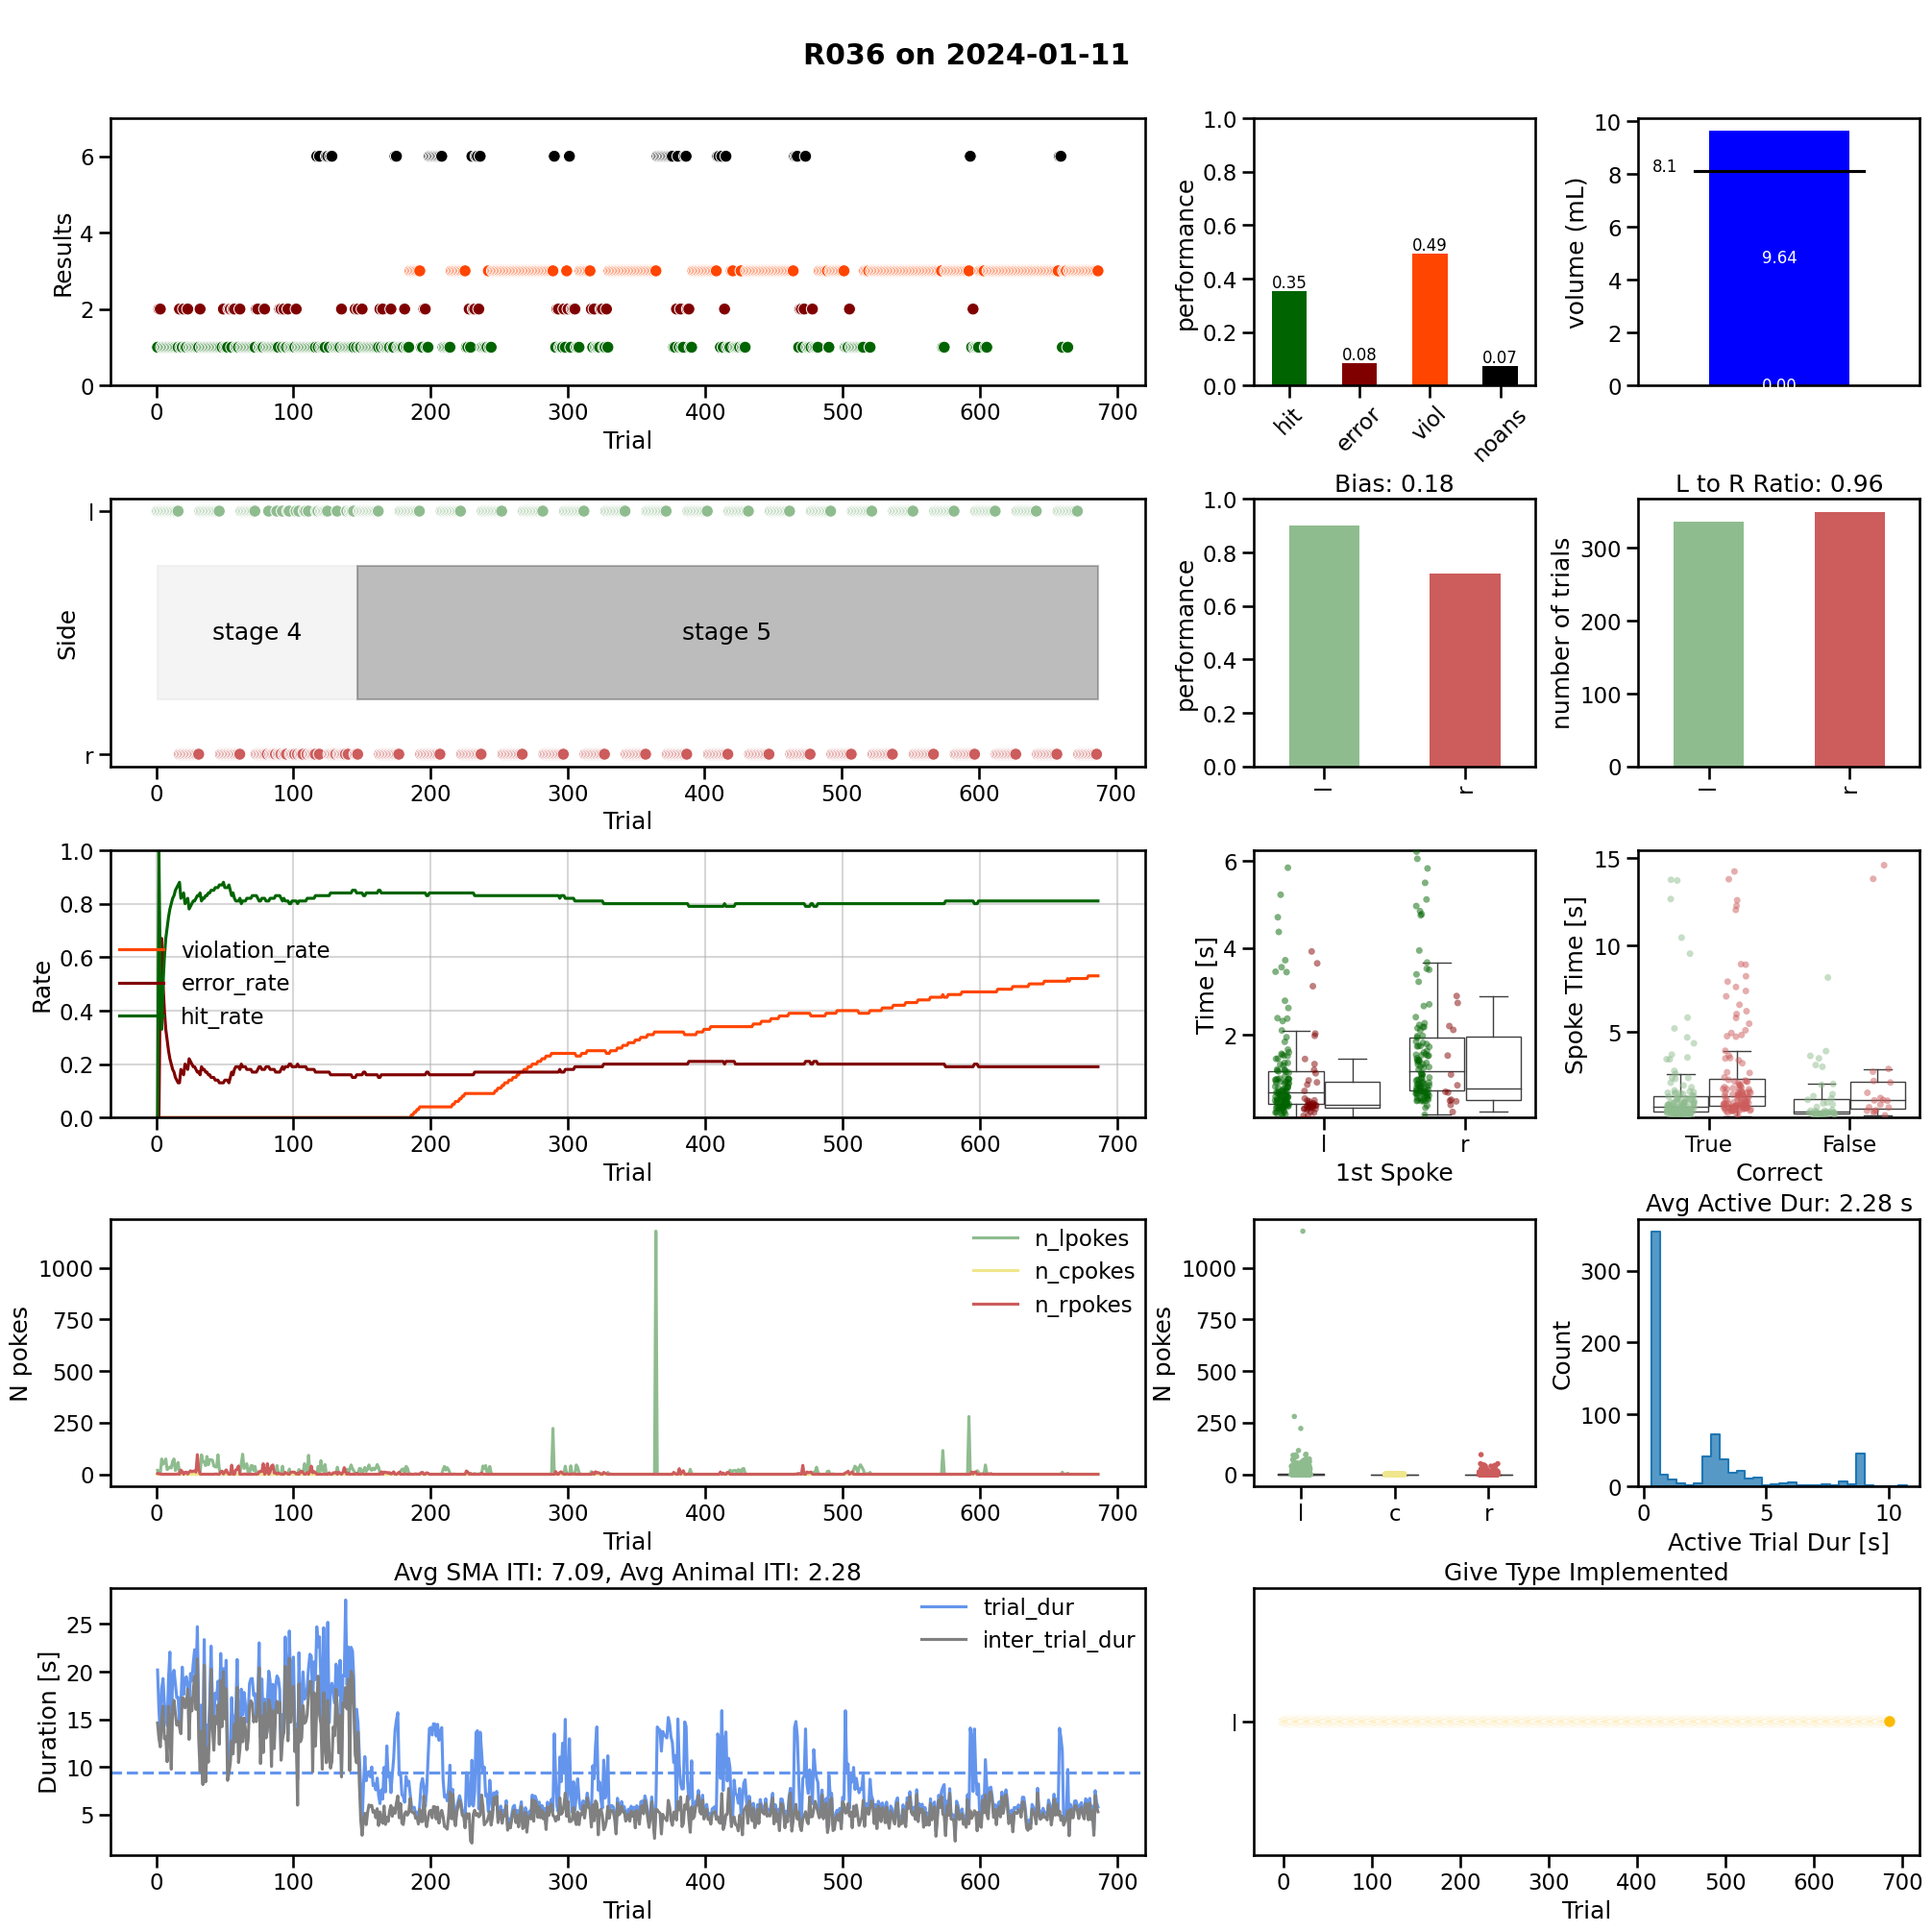 R036 on 2024-01-11
Results
6
4
2
0
0 100 200 300 400 500 600 700
Trial
performance
1.0
0.8
0.6
0.4
0.2
0.0
0.35
0.08
0.49
0.07
hit error viol noans
volume (mL)
10
8
6
4
2
0
8.1
9.64
0.00
Side
l
r
stage 4
stage 5
0 100 200 300 400 500 600 700
Trial
Bias: 0.18
performance
1.0
0.8
0.6
0.4
0.2
0.0
l r
L to R Ratio: 0.96
number of trials
300
200
100
0
l r
Rate
1.0
0.8
0.6
0.4
0.2
0.0
violation_rate
error_rate
hit_rate
0 100 200 300 400 500 600 700
Trial
Time [s]
6
4
2
l r
1st Spoke
Spoke Time [s]
15
10
5
True False
Correct
N pokes
1000
750
500
250
0
n_lpokes
n_cpokes
n_rpokes
0 100 200 300 400 500 600 700
Trial
N pokes
1000
750
500
250
0
l c r
Avg Active Dur: 2.28 s
Count
300
200
100
0
0 5 10
Active Trial Dur [s]
Avg SMA ITI: 7.09, Avg Animal ITI: 2.28
Duration [s]
25
20
15
10
5
trial_dur
inter_trial_dur
0 100 200 300 400 500 600 700
Trial
Give Type Implemented
l
0 100 200 300 400 500 600 700
Trial